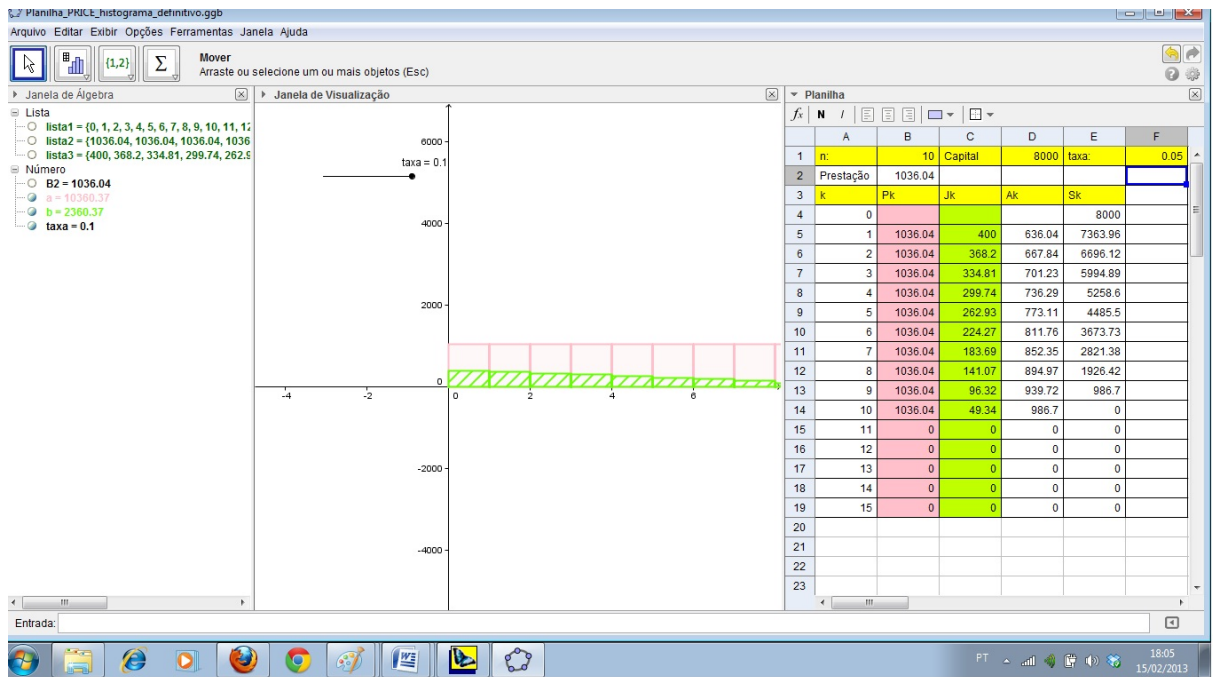 Planilha_PRICE_histograma_definitivo.ggb
Arquivo Editar Exibir Opções Ferramentas Janela Ajuda
{1,2} Σ
Mover
Arraste ou selecione um ou mais objetos (Esc)
Janela de Álgebra
Lista
lista1 = {0, 1, 2, 3, 4, 5, 6, 7, 8, 9, 10, 11, 12
lista2 = {1036.04, 1036.04, 1036.04, 1036
lista3 = {400, 368.2, 334.81, 299.74, 262.9
Número
B2 = 1036.04
a = 10360.37
b = 2360.37
taxa = 0.1
Janela de Visualização
6000
taxa = 0.1
4000
2000
0
-4 -2 0 2 4 6
-2000
-4000
Planilha
fx N I
A B C D E F
1 n: 10 Capital 8000 taxa: 0.05
2 Prestação 1036.04
3 k Pk Jk Ak Sk
4 0 8000
5 1 1036.04 400 636.04 7363.96
6 2 1036.04 368.2 667.84 6696.12
7 3 1036.04 334.81 701.23 5994.89
8 4 1036.04 299.74 736.29 5258.6
9 5 1036.04 262.93 773.11 4485.5
10 6 1036.04 224.27 811.76 3673.73
11 7 1036.04 183.69 852.35 2821.38
12 8 1036.04 141.07 894.97 1926.42
13 9 1036.04 96.32 939.72 986.7
14 10 1036.04 49.34 986.7 0
15 11 0 0 0 0
16 12 0 0 0 0
17 13 0 0 0 0
18 14 0 0 0 0
19 15 0 0 0 0
20
21
22
23
Entrada:
PT
18:05
15/02/2013